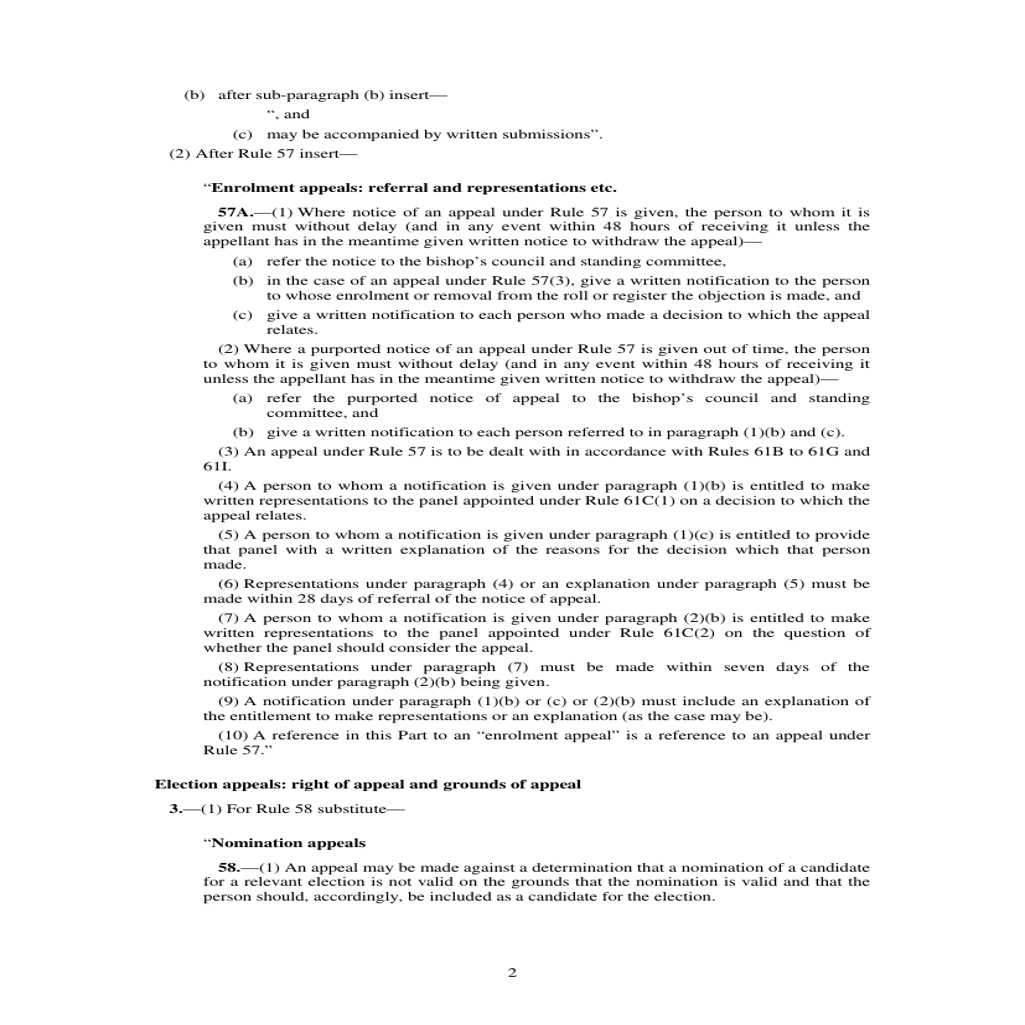 (b) after sub-paragraph (b) insert—
“, and
(c) may be accompanied by written submissions”.
(2) After Rule 57 insert—
“Enrolment appeals: referral and representations etc.
57A.—(1) Where notice of an appeal under Rule 57 is given, the person to whom it is
given must without delay (and in any event within 48 hours of receiving it unless the
appellant has in the meantime given written notice to withdraw the appeal)—
(a) refer the notice to the bishop’s council and standing committee,
(b) in the case of an appeal under Rule 57(3), give a written notification to the person
to whose enrolment or removal from the roll or register the objection is made, and
(c) give a written notification to each person who made a decision to which the appeal
relates.
(2) Where a purported notice of an appeal under Rule 57 is given out of time, the person
to whom it is given must without delay (and in any event within 48 hours of receiving it
unless the appellant has in the meantime given written notice to withdraw the appeal)—
(a) refer the purported notice of appeal to the bishop’s council and standing
committee, and
(b) give a written notification to each person referred to in paragraph (1)(b) and (c).
(3) An appeal under Rule 57 is to be dealt with in accordance with Rules 61B to 61G and
61I.
(4) A person to whom a notification is given under paragraph (1)(b) is entitled to make
written representations to the panel appointed under Rule 61C(1) on a decision to which the
appeal relates.
(5) A person to whom a notification is given under paragraph (1)(c) is entitled to provide
that panel with a written explanation of the reasons for the decision which that person
made.
(6) Representations under paragraph (4) or an explanation under paragraph (5) must be
made within 28 days of referral of the notice of appeal.
(7) A person to whom a notification is given under paragraph (2)(b) is entitled to make
written representations to the panel appointed under Rule 61C(2) on the question of
whether the panel should consider the appeal.
(8) Representations under paragraph (7) must be made within seven days of the
notification under paragraph (2)(b) being given.
(9) A notification under paragraph (1)(b) or (c) or (2)(b) must include an explanation of
the entitlement to make representations or an explanation (as the case may be).
(10) A reference in this Part to an “enrolment appeal” is a reference to an appeal under
Rule 57.”
Election appeals: right of appeal and grounds of appeal
3.—(1) For Rule 58 substitute—
“Nomination appeals
58.—(1) An appeal may be made against a determination that a nomination of a candidate
for a relevant election is not valid on the grounds that the nomination is valid and that the
person should, accordingly, be included as a candidate for the election.
2